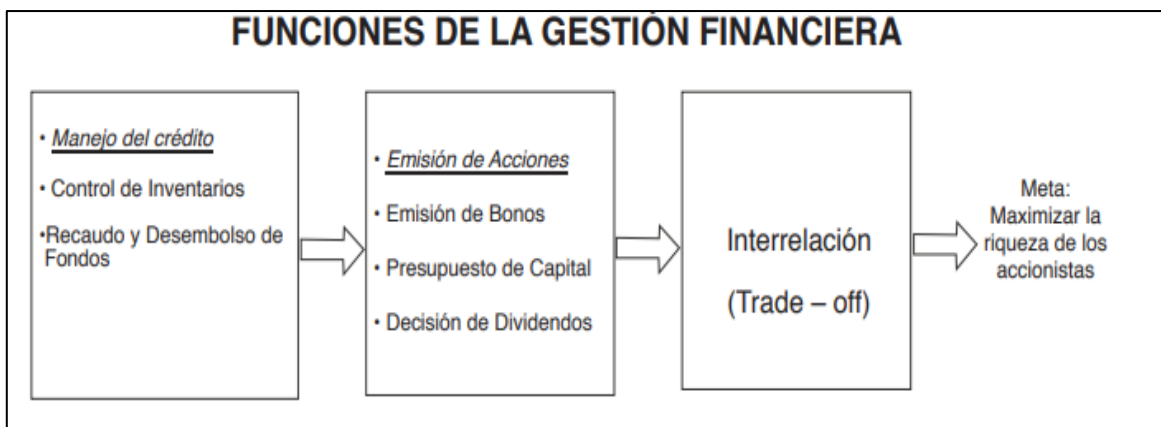 FUNCIONES DE LA GESTIÓN FINANCIERA
• Manejo del crédito
• Control de Inventarios
•Recaudo y Desembolso de
Fondos
• Emisión de Acciones
• Emisión de Bonos
• Presupuesto de Capital
• Decisión de Dividendos
Interrelación
(Trade – off)
Meta:
Maximizar la
riqueza de los
accionistas